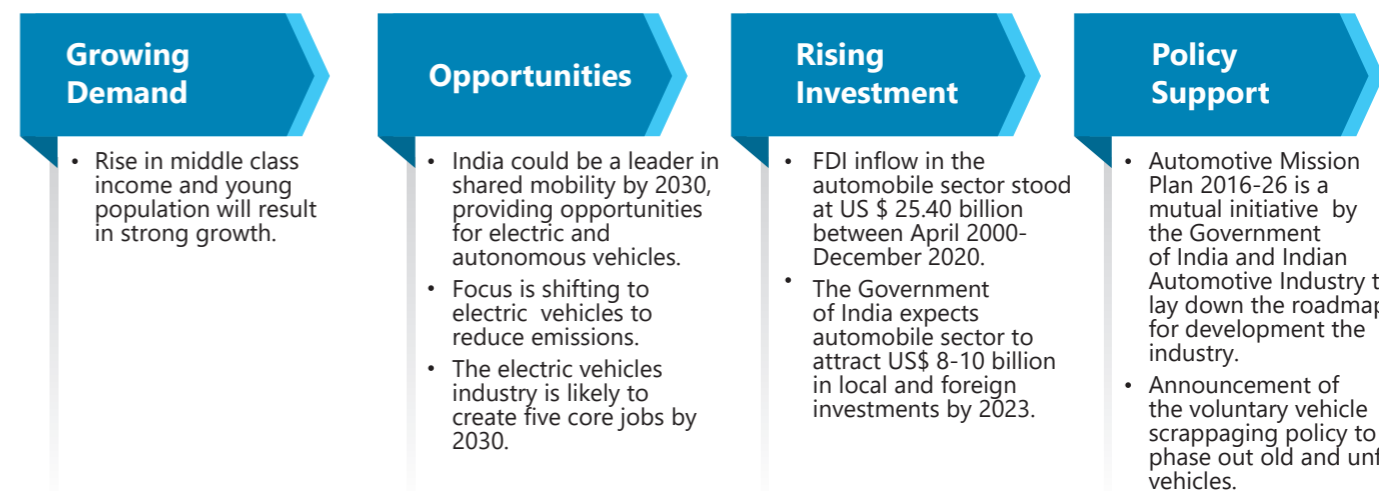 Growing
Demand
• Rise in middle class
income and young
population will result
in strong growth.
Opportunities
• India could be a leader in
shared mobility by 2030,
providing opportunities
for electric and
autonomous vehicles.
• Focus is shifting to
electric vehicles to
reduce emissions.
• The electric vehicles
industry is likely to
create five core jobs by
2030.
Rising
Investment
• FDI inflow in the
automobile sector stood
at US $ 25.40 billion
between April 2000-
December 2020.
• The Government
of India expects
automobile sector to
attract US$ 8-10 billion
in local and foreign
investments by 2023.
Policy
Support
• Automotive Mission
Plan 2016-26 is a
mutual initiative by
the Government
of India and Indian
Automotive Industry
lay down the roadmap
for development the
industry.
• Announcement of
the voluntary vehicle
scrappaging policy to
phase out old and
vehicles.